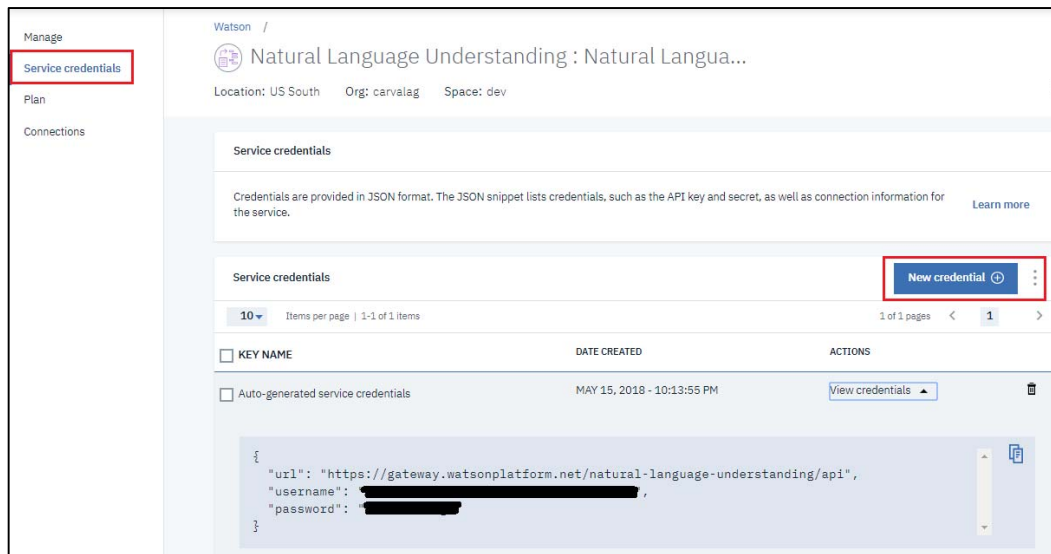 Manage
Service credentials
Plan
Connections
Watson /
Natural Language Understanding : Natural Langua...
Location: US South Org: carvalag Space: dev
Service credentials
Credentials are provided in JSON format. The JSON snippet lists credentials, such as the API key and secret, as well as connection information for
the service.
Learn more
Service credentials
New credential
10 Items per page | 1-1 of 1 items
1 of 1 pages < 1 >
KEY NAME DATE CREATED ACTIONS
Auto-generated service credentials MAY 15, 2018 - 10:13:55 PM View credentials
{
"url": "https://gateway.watsonplatform.net/natural-language-understanding/api",
"username": "",
"password": "
}